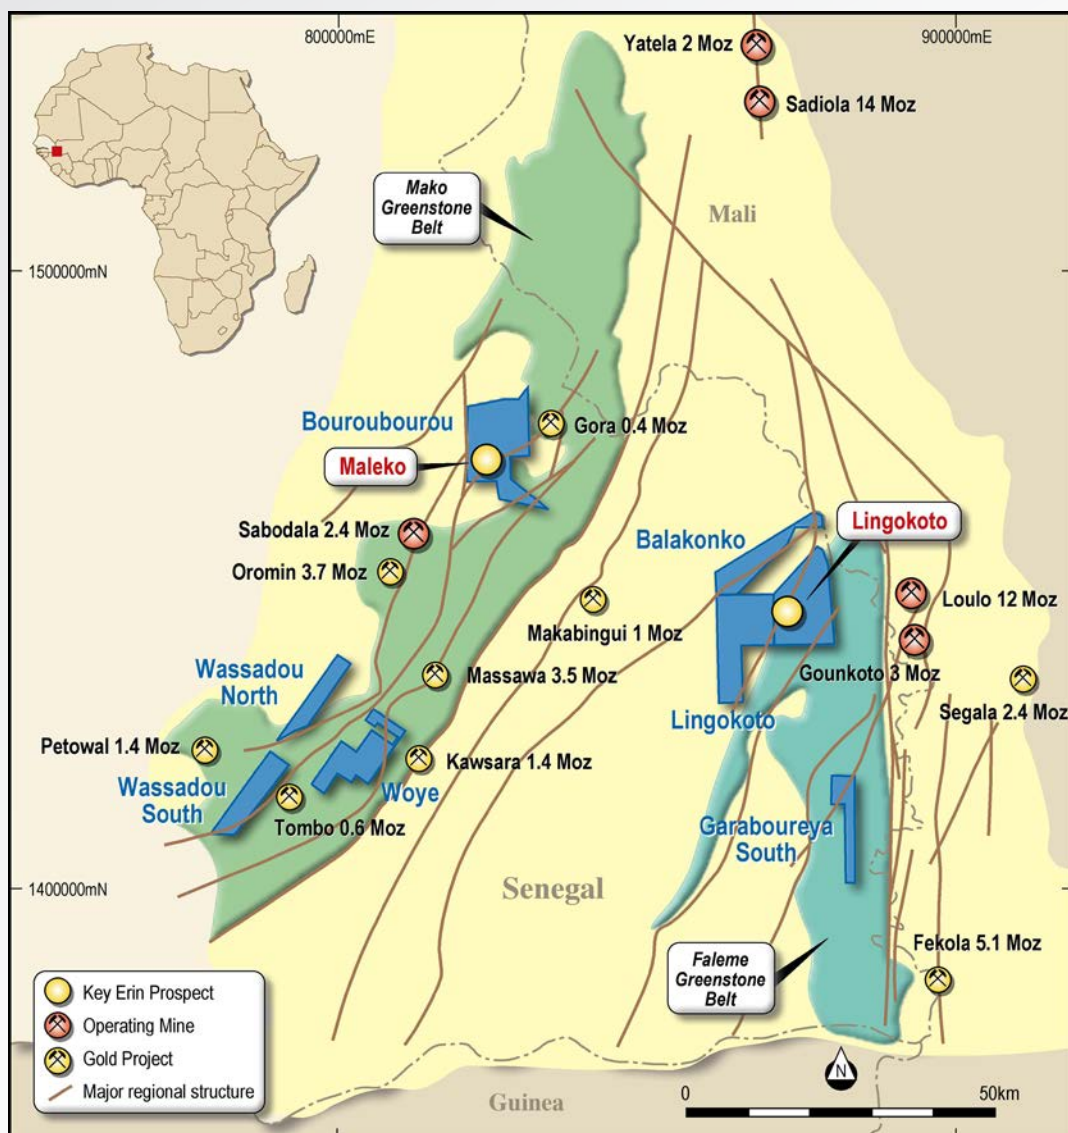 800000mE
900000mE
Yatela 2 Moz
Sadiola 14 Moz
Mako
Greenstone
Belt
Mali
1500000mN
Bouroubourou
Gora 0.4 Moz
Maleko
Sabodala 2.4 Moz
Oromin 3.7 Moz
Balakonko
Lingokoto
Loulo 12 Moz
Makabingui 1 Moz
Gounkoto 3 Moz
Wassadou
North
Massawa 3.5 Moz
Segala 2.4Moz
Lingokoto
Petowal 1.4 Moz
Kawsara 1.4 Moz
Wassadou
South
Woye
Tombo 0.6 Moz
Garaboureya
South
1400000mN
Senegal
Fekola 5.1 Moz
Faleme
Greenstone
Belt
Key Erin Prospect
Operating Mine
Gold Project
Major regional structure
N
0
50km
Guinea